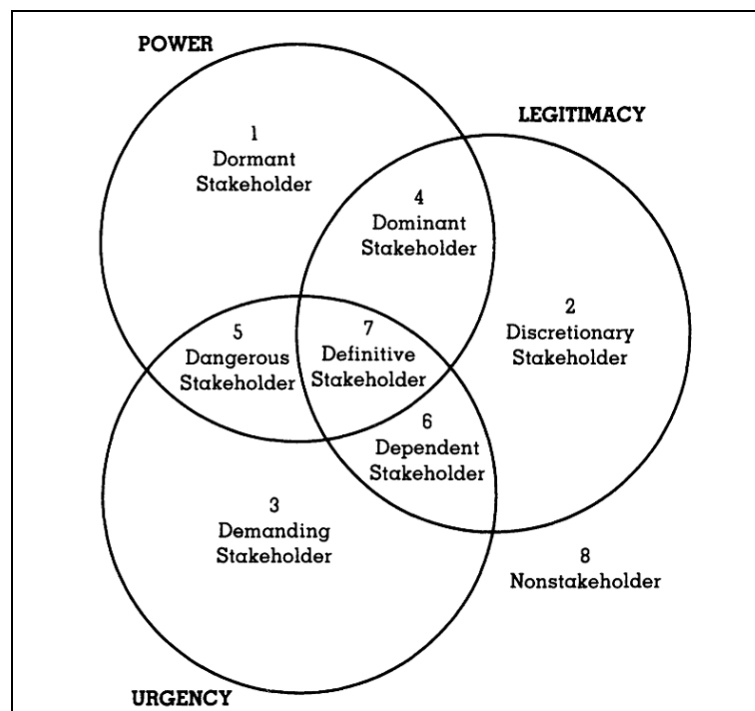 POWER
LEGITIMACY
1
Dormant
Stakeholder
4
Dominant
Stakeholder
2
Discretionary
Stakeholder
5
Dangerous
Stakeholder
7
Definitive
Stakeholder
6
Dependent
Stakeholder
3
Demanding
Stakeholder
8
Nonstakeholder
URGENCY